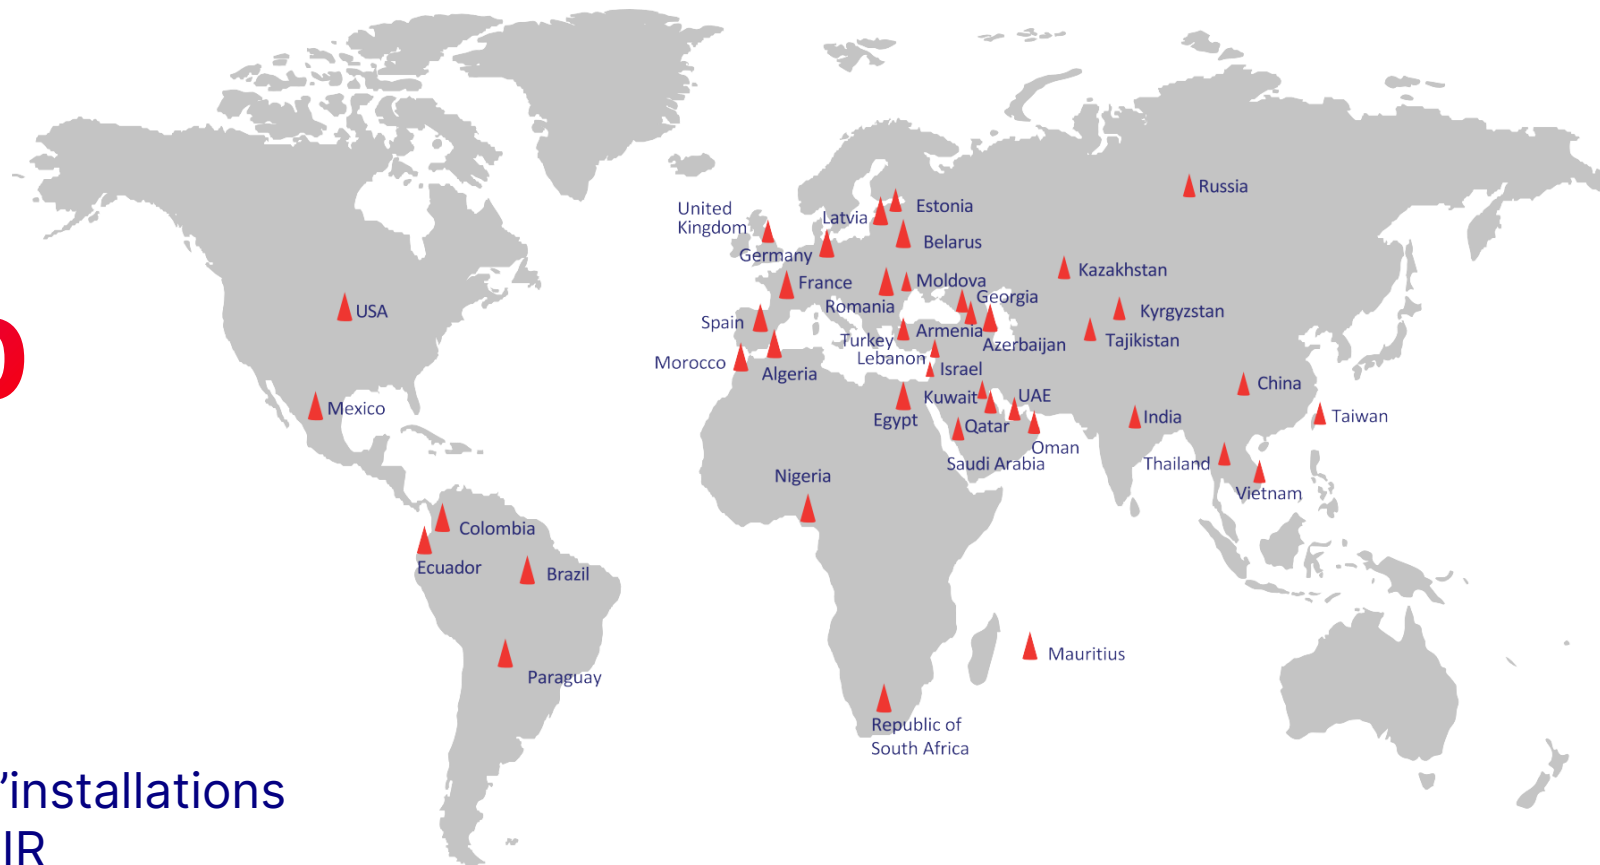 Russia
United
Kingdom
Latvia
Estonia
Germany
Belarus
Kazakhstan
France
Moldova
Georgia
Romania
USA
Kyrgyzstan
Spain
Armenia
Turkey
Azerbaijan
Tajikistan
Lebanon
Morocco
Algeria
Israel
China
Kuwait
UAE
Mexico
Egypt
Qatar
India
Taiwan
Oman
Saudi Arabia
Thailand
Nigeria
Vietnam
Colombia
Ecuador
Brazil
Mauritius
Paraguay
Republic of
South Africa
’installations
IR